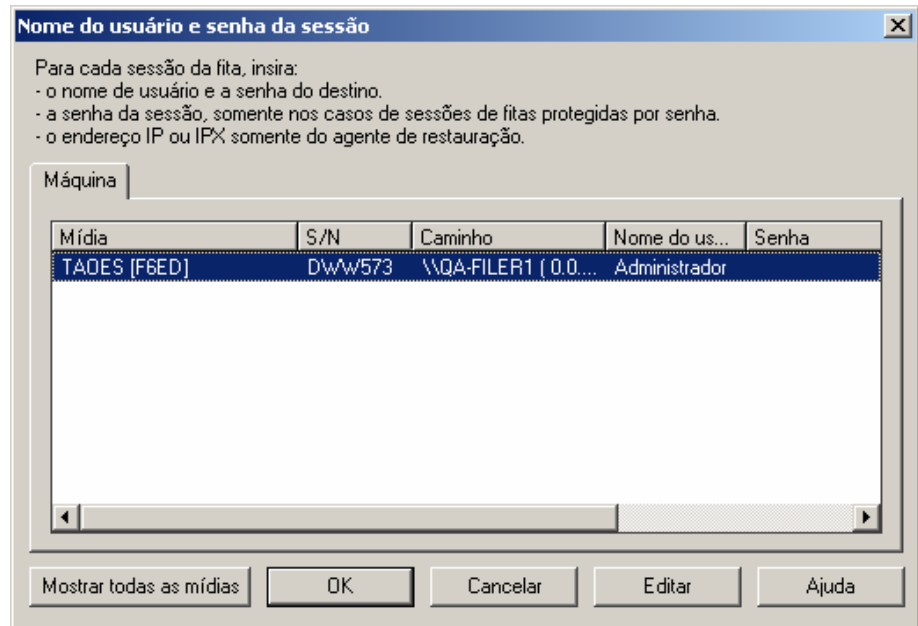 Nome do usuário e senha da sessão
Para cada sessão da fita, insira:
- o nome de usuário e a senha do destino.
- a senha da sessão, somente nos casos de sessões de fitas protegidas por senha.
- o endereço IP ou IPX somente do agente de restauração.
Máquina
Mídia S/N Caminho Nome do us... Senha
TAOES [F6ED] DWW573 \\QA-FILER1 ( 0.0.... Administrador
Mostrar todas as mídias OK Cancelar Editar Ajuda